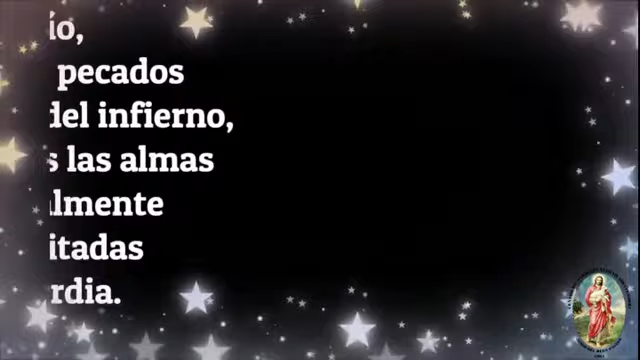 ío,
pecados
del infierno,
s las almas
lmente
itadas
rdia.